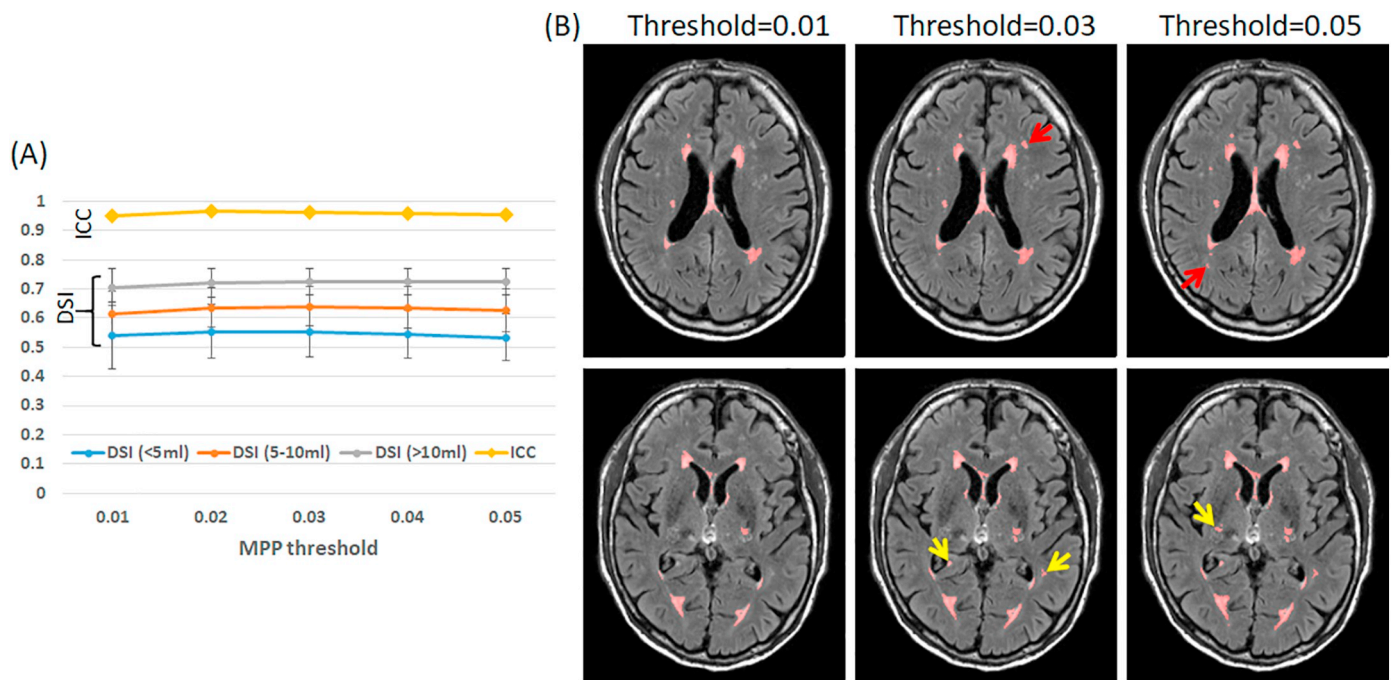 (A)
1
0.9
0.8
0.7
0.6
0.5
0.4
0.3
0.2
0.1
0
ICC
DSI
DSI (<5ml) DSI (5-10ml) DSI (>10ml) ICC
0.01 0.02 0.03 0.04 0.05
MPP threshold
(B) Threshold=0.01 Threshold=0.03 Threshold=0.05